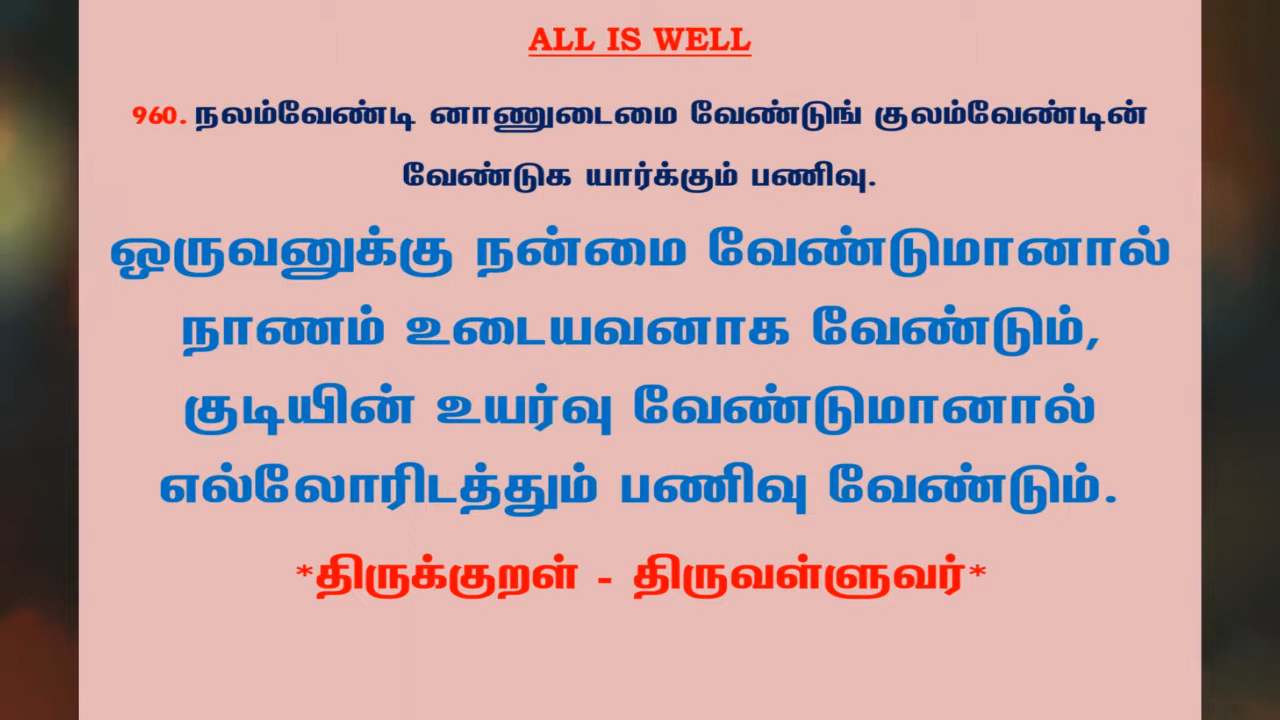 ALL IS WELL
960. நலம்வேண்டி னாணுடைமை வேண்டுங் குலம்வேண்டின்
வேண்டுக யார்க்கும் பணிவு.
ஒருவனுக்கு நன்மை வேண்டுமானால்
நாணம் உடையவனாக வேண்டும்,
குடியின் உயர்வு வேண்டுமானால்
எல்லோரிடத்தும் பணிவு வேண்டும்.
*திருக்குறள் - திருவள்ளுவர்*